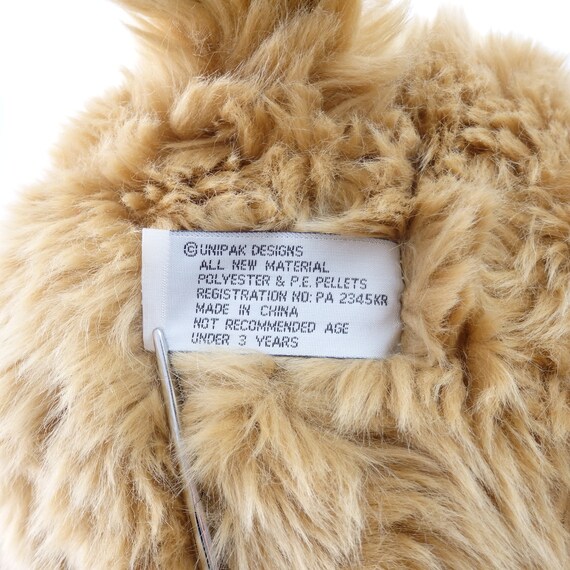 ©UNIPAK DESIGNS
ALL NEW MATERIAL
POLYESTER & P.E. PELLETS
REGISTRATION NO: PA 2345KR
MADE IN CHINA
NOT RECOMMENDED AGE
UNDER 3 YEARS